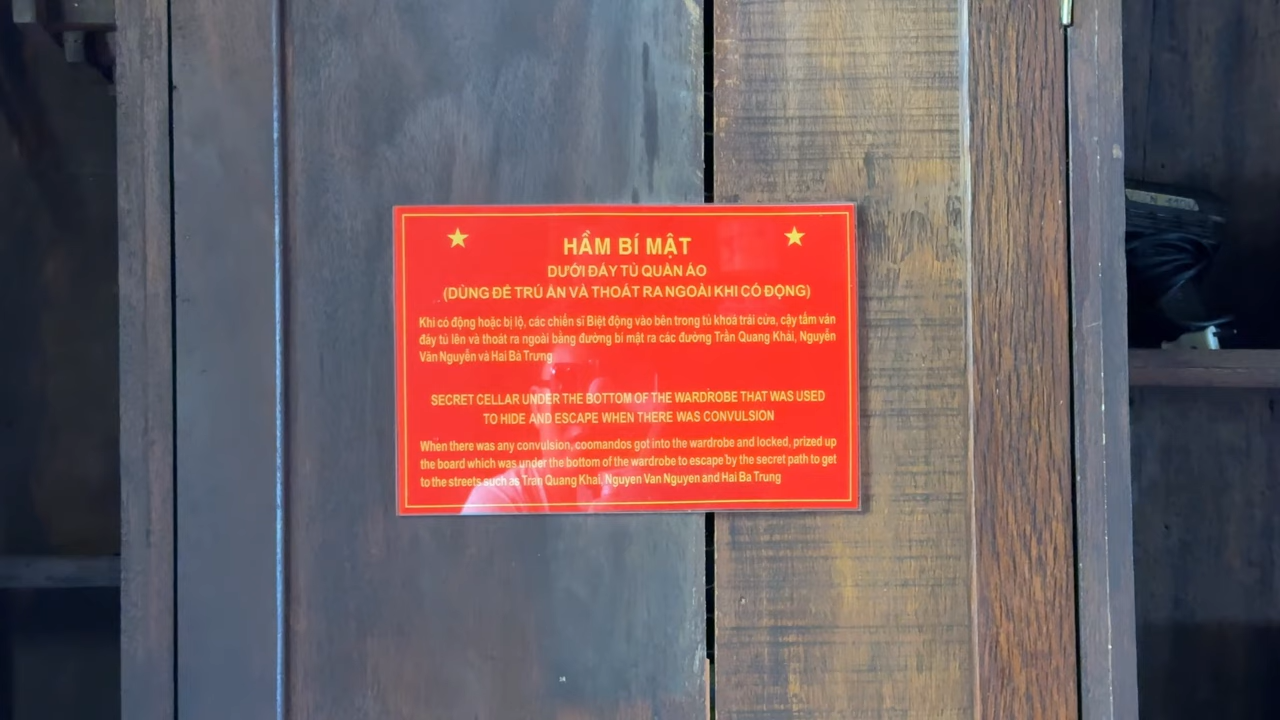 HẦM BÍ MẬT
DƯỚI ĐÁY TỦ QUẦN ÁO
(DÙNG ĐỂ TRÚ ẨN VÀ THOÁT RA NGOÀI KHI CÓ ĐỘNG)
Khi có động hoặc bị lộ, các chiến sĩ Biệt động vào bên trong tủ khoá trái cửa, cậy tấm ván
đáy tủ lên và thoát ra ngoài bằng đường bí mật ra các đường Trần Quang Khải, Nguyễn
Văn Nguyễn và Hai Bà Trưng
SECRET CELLAR UNDER THE BOTTOM OF THE WARDROBE THAT WAS USED
TO HIDE AND ESCAPE WHEN THERE WAS CONVULSION
When there was any convulsion, coomandos got into the wardrobe and locked, prized up
the board which was under the bottom of the wardrobe to escape by the secret path to get
to the streets such as Tran Quang Khai, Nguyen Van Nguyen and Hai Ba Trung